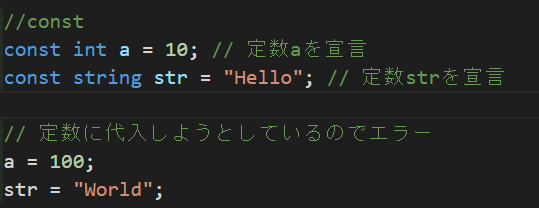 //const
const int a = 10; // 定数aを宣言
const string str = "Hello"; // 定数strを宣言
// 定数に代入しようとしているのでエラー
a = 100;
str = "World";